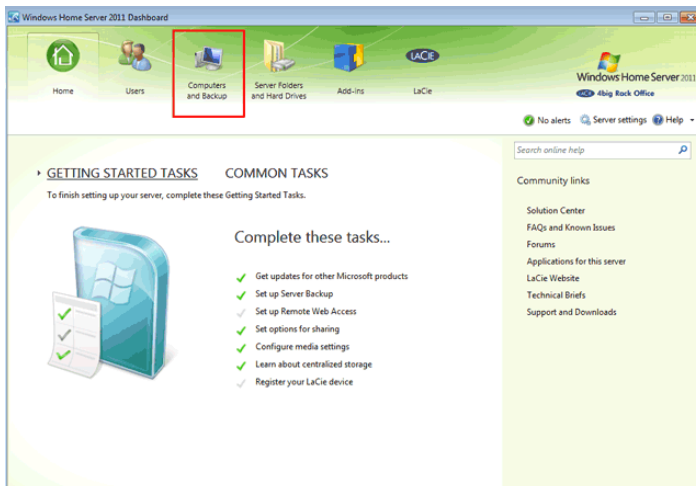 Windows Home Server 2011 Dashboard
Home
Users
Computers
and Backup
Server Folders
and Hard Drives
Add-Ins
LaCie
LACIE
Windows Home Server 2011
LACIE 4big Rack Office
No alerts
Server settings
Help
GETTING STARTED TASKS
COMMON TASKS
To finish setting up your server, complete these Getting Started Tasks.
Complete these tasks...
Get updates for other Microsoft products
Set up Server Backup
Set up Remote Web Access
Set options for sharing
Configure media settings
Learn about centralized storage
Register your LaCie device
Search online help
Community links
Solution Center
FAQs and Known Issues
Forums
Applications for this server
LaCie Website
Technical Briefs
Support and Downloads